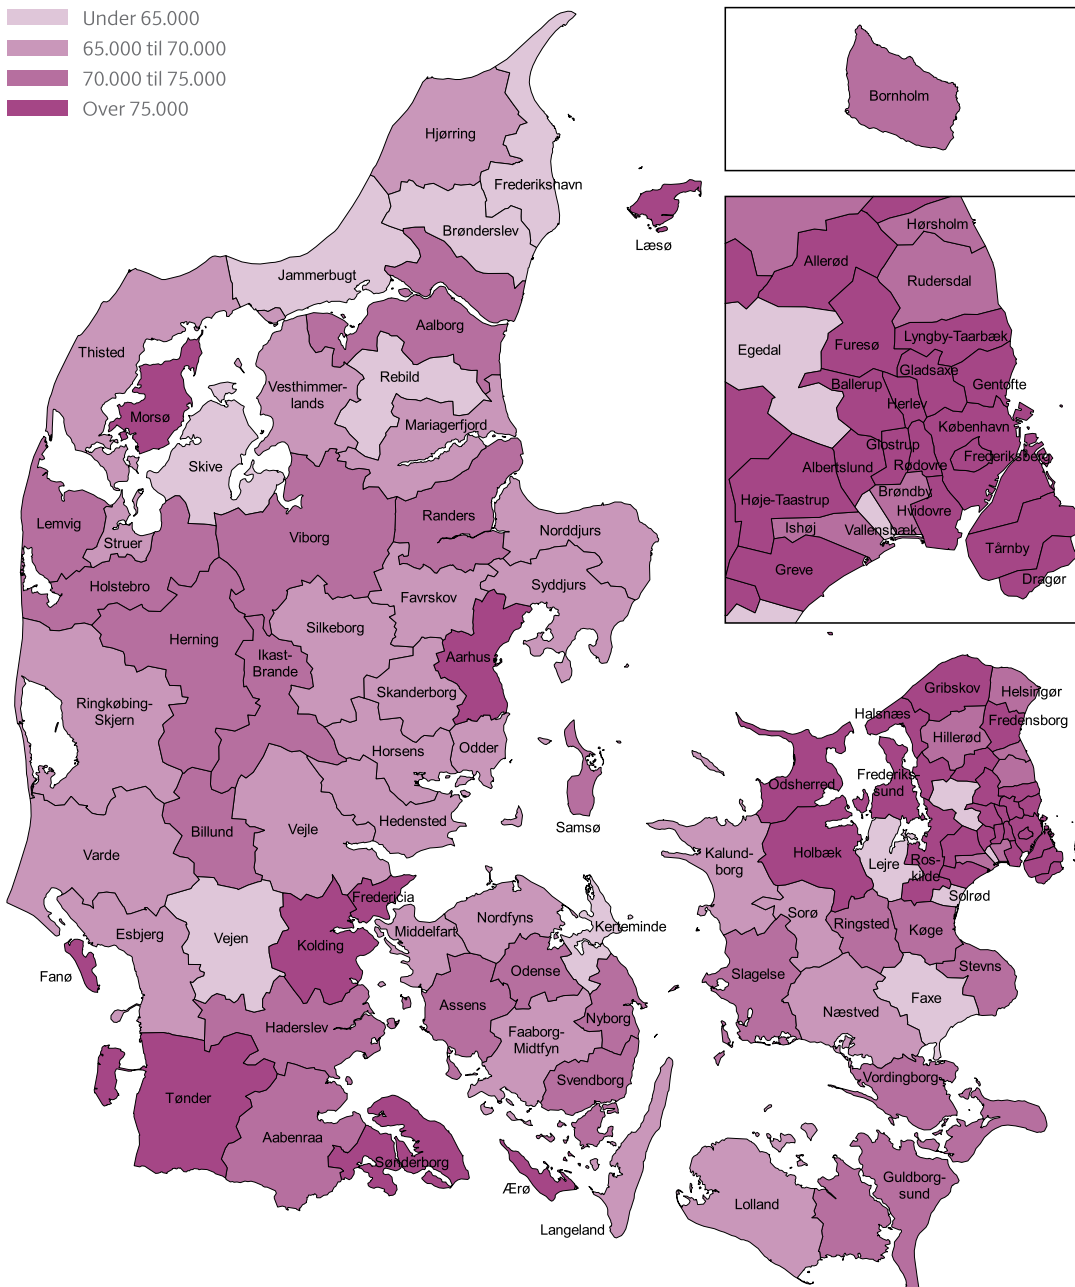 Under 65.000
65.000 til 70.000
70.000 til 75.000
Over 75.000
Bornholm
Hjørring
Frederikshavn
Brønderslev
Læsø
Jammerbugt
Aalborg
Thisted
Rebild
Vesthimmer-
lands
Morsø
Mariagerfjord
Skive
Lemvig
Struer
Viborg
Randers
Norddjurs
Holstebro
Favrskov
Syddjurs
Herning
Silkeborg
Ikast-
Brande
Aarhus
Skanderborg
Ringkøbing-
Skjern
Horsens
Odder
Hedensted
Samsø
Billund
Vejle
Varde
Fredericia
Esbjerg
Vejen
Kolding
Middelfart
Nordfyns
Kerteminde
Fanø
Odense
Assens
Nyborg
Haderslev
Faaborg-
Midtfyn
Svendborg
Tønder
Aabenraa
Sønderborg
Ærø
Langeland
Hørsholm
Allerød
Rudersdal
Egedal
Furesø
Lyngby-Taarbæk
Gladsaxe
Gentofte
Ballerup
Herlev
København
Glostrup
Frederiksberg
Albertslund
Rødovre
Høje-Taastrup
Brøndby
Hvidovre
Ishøj
Vallensbæk
Greve
Tårnby
Dragør
Gribskov
Helsingør
Halsnæs
Fredensborg
Hillerød
Odsherred
Frederiks-
sund
Kalund-
borg
Holbæk
Lejre
Ros-
kilde
Solrød
Sorø
Ringsted
Køge
Slagelse
Stevns
Næstved
Faxe
Vordingborg
Guldborg-
sund
Lolland